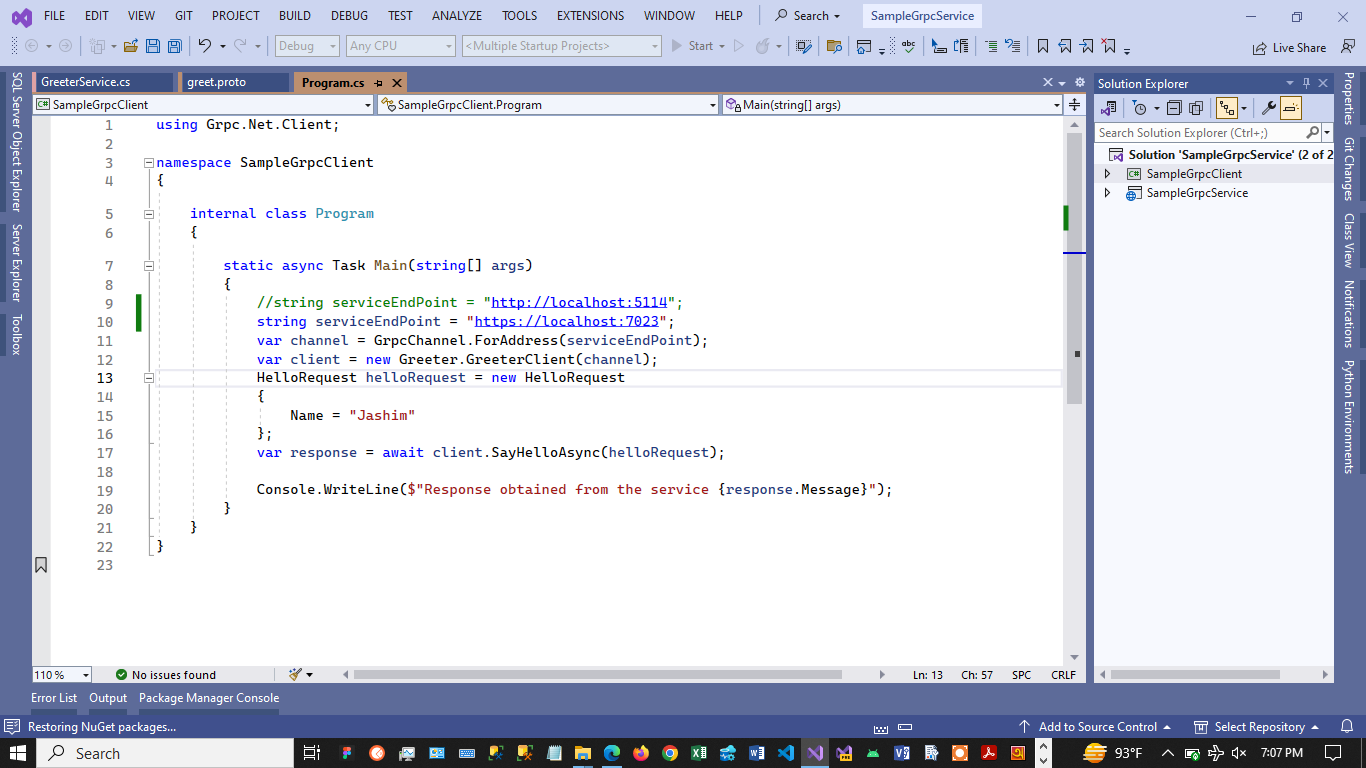 FILE EDIT VIEW GIT PROJECT BUILD DEBUG TEST ANALYZE TOOLS EXTENSIONS WINDOW HELP Search SampleGrpcService
Debug Any CPU <Multiple Startup Projects> Start abc Live Share
SQL Server Object Explorer
Server Explorer
Toolbox
GreeterService.cs greet.proto Program.cs
C# SampleGrpcClient SampleGrpcClient.Program Main(string[] args)
1 using Grpc.Net.Client;
2
3 namespace SampleGrpcClient
4 {
5 internal class Program
6 {
7 static async Task Main(string[] args)
8 {
9 //string serviceEndPoint = "http://localhost:5114";
10 string serviceEndPoint = "https://localhost:7023";
11 var channel = GrpcChannel.ForAddress(serviceEndPoint);
12 var client = new Greeter.GreeterClient(channel);
13 HelloRequest helloRequest = new HelloRequest
14 {
15 Name = "Jashim"
16 };
17 var response = await client.SayHelloAsync(helloRequest);
18
19 Console.WriteLine($"Response obtained from the service {response.Message}");
20 }
21 }
22 }
23
110 % No issues found Ln: 13 Ch: 57 SPC CRLF
Solution Explorer
Search Solution Explorer (Ctrl+;)
Solution 'SampleGrpcService' (2 of 2
C# SampleGrpcClient
SampleGrpcService
Properties
Git Changes
Class View
Notifications
Python Environments
Error List Output Package Manager Console
Restoring NuGet packages... Add to Source Control Select Repository
Search 93°F 7:07 PM